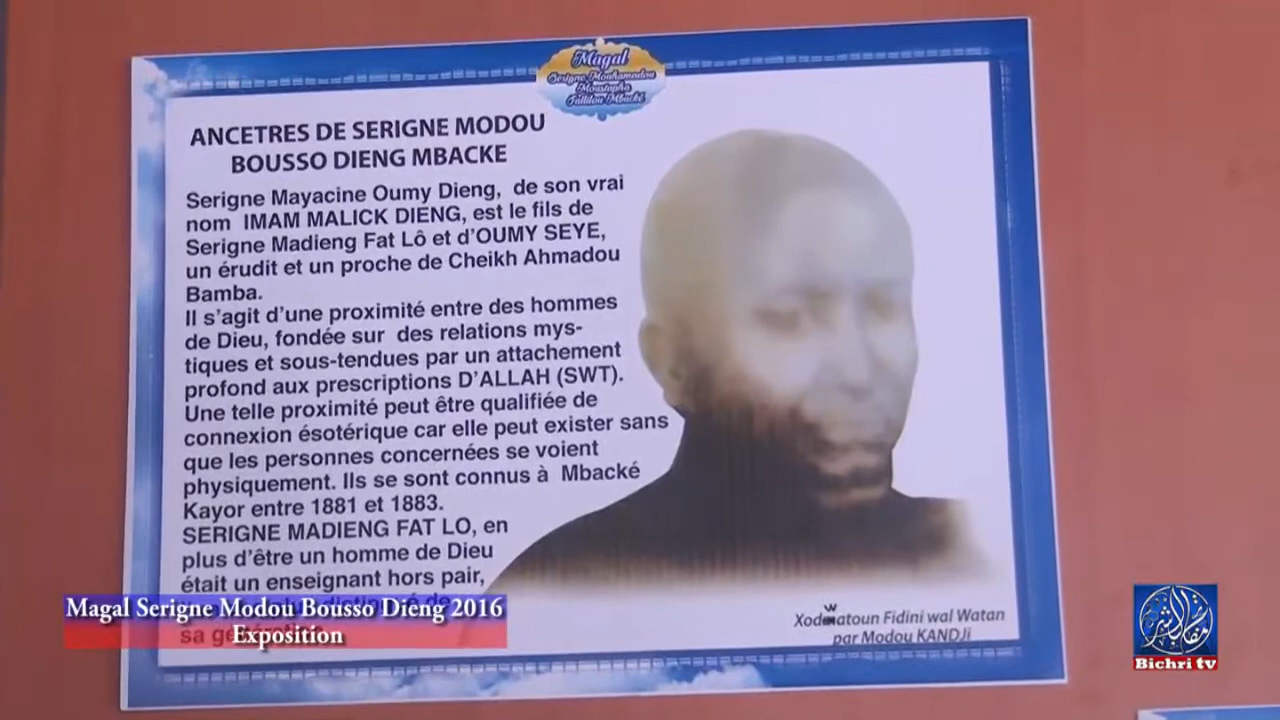 Magal
Serigne Mouhamadou
Moustapha
Fallilou Mbacké
ANCETRES DE SERIGNE MODOU
BOUSSO DIENG MBACKE
Serigne Mayacine Oumy Dieng, de son vrai
nom IMAM MALICK DIENG, est le fils de
Serigne Madieng Fat Lô et d'OUMY SEYE,
un érudit et un proche de Cheikh Ahmadou
Bamba.
Il s'agit d'une proximité entre des hommes
de Dieu, fondée sur des relations mys-
tiques et sous-tendues par un attachement
profond aux prescriptions D'ALLAH (SWT).
Une telle proximité peut être qualifiée de
connexion ésotérique car elle peut exister sans
que les personnes concernées se voient
physiquement. Ils se sont connus à Mbacké
Kayor entre 1881 et 1883.
SERIGNE MADIENG FAT LO, en
plus d'être un homme de Dieu
était un enseignant hors pair,
sa
Magal Serigne Modou Bousso Dieng 2016
Exposition
Xodwatoun Fidini wal Watan
par Modou KANDJi
Bichri tv